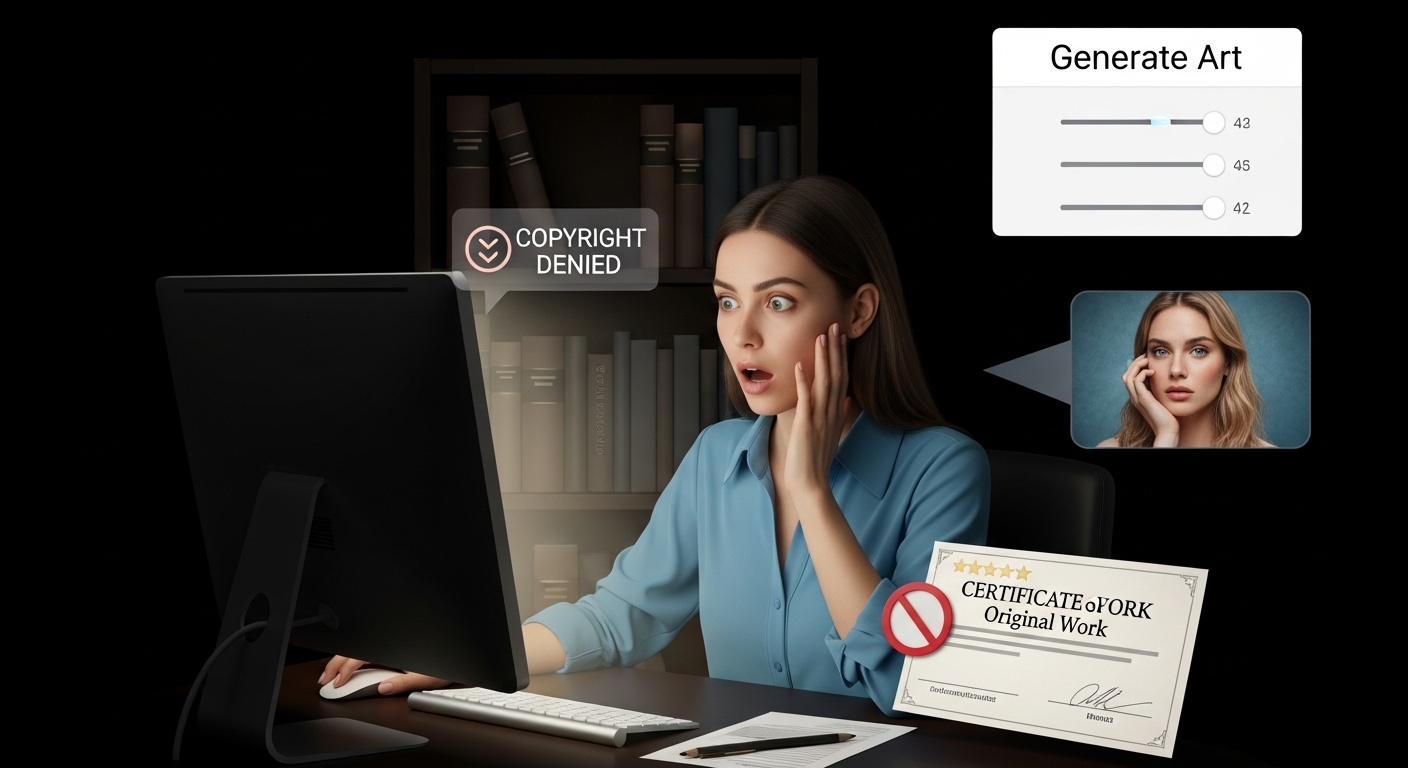 Generate Art
43
45
42
COPYRIGHT
DENIED
CERTIFICATE oFORK
Original Work